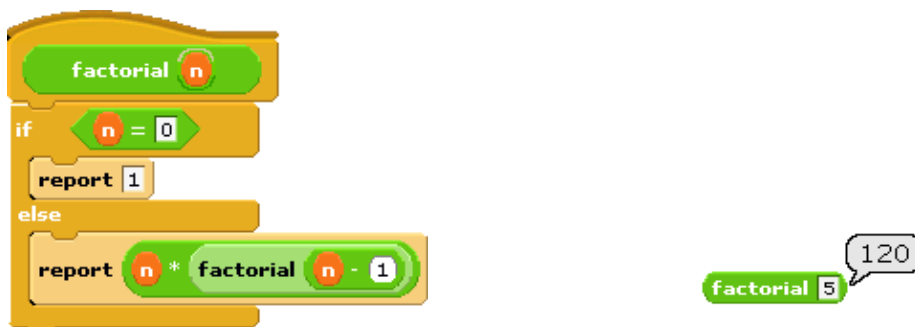 factorial n
if n = 0
report 1
else
report n * factorial n - 1
factorial 5
120